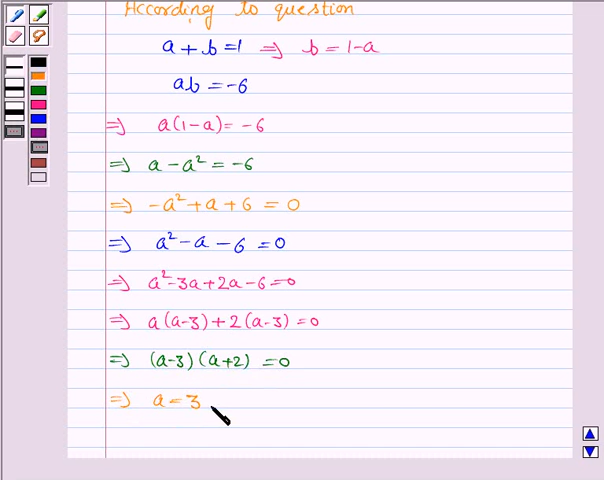 According to question
a + b = 1 ⇒ b = 1-a
ab = -6
⇒ a(1-a) = -6
⇒ a - a² = -6
⇒ -a² + a + 6 = 0
⇒ a² - a - 6 = 0
⇒ a² - 3a + 2a - 6 = 0
⇒ a(a-3) + 2(a-3) = 0
⇒ (a-3)(a+2) = 0
⇒ a = 3